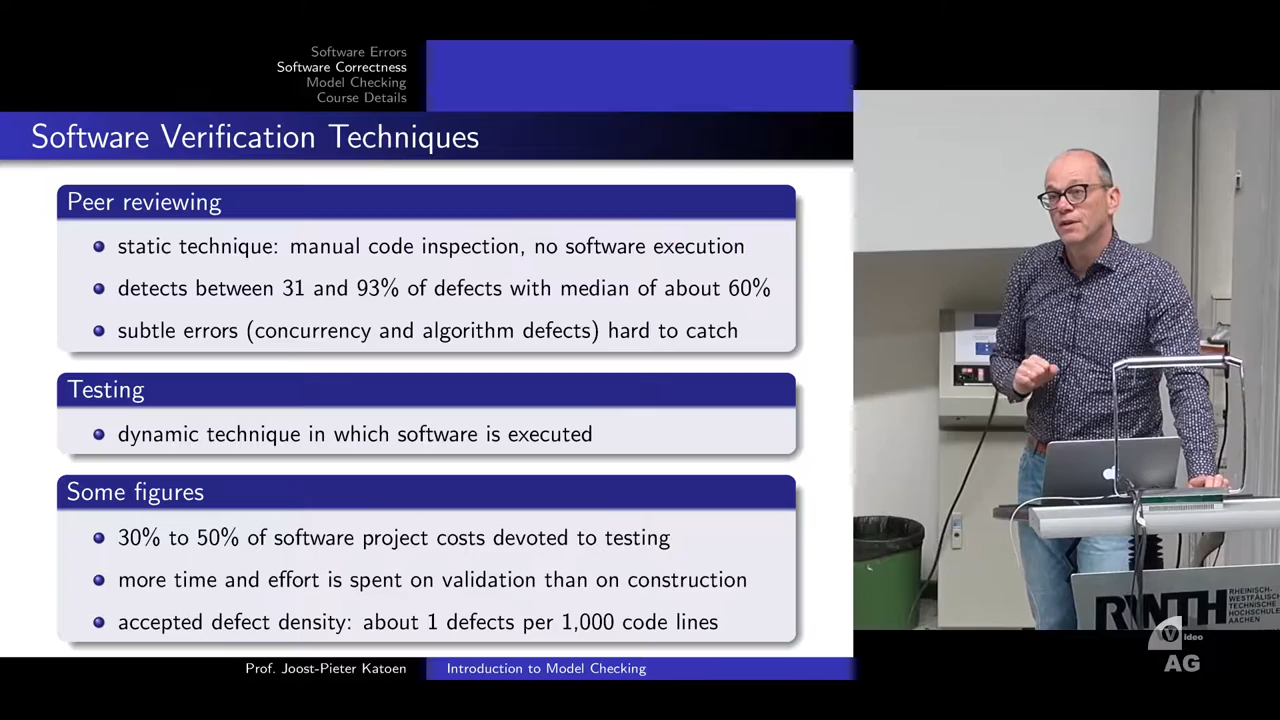 Software Errors
Software Correctness
Model Checking
Course Details
Software Verification Techniques
Peer reviewing
static technique: manual code inspection, no software execution
detects between 31 and 93% of defects with median of about 60%
subtle errors (concurrency and algorithm defects) hard to catch
Testing
dynamic technique in which software is executed
Some figures
30% to 50% of software project costs devoted to testing
more time and effort is spent on validation than on construction
accepted defect density: about 1 defects per 1,000 code lines
Prof. Joost-Pieter Katoen
Introduction to Model Checking
RWTH
RHEINISCH-
WESTFÄLISCHE
TECHNISCHE
HOCHSCHULE
AACHEN
Video
AG